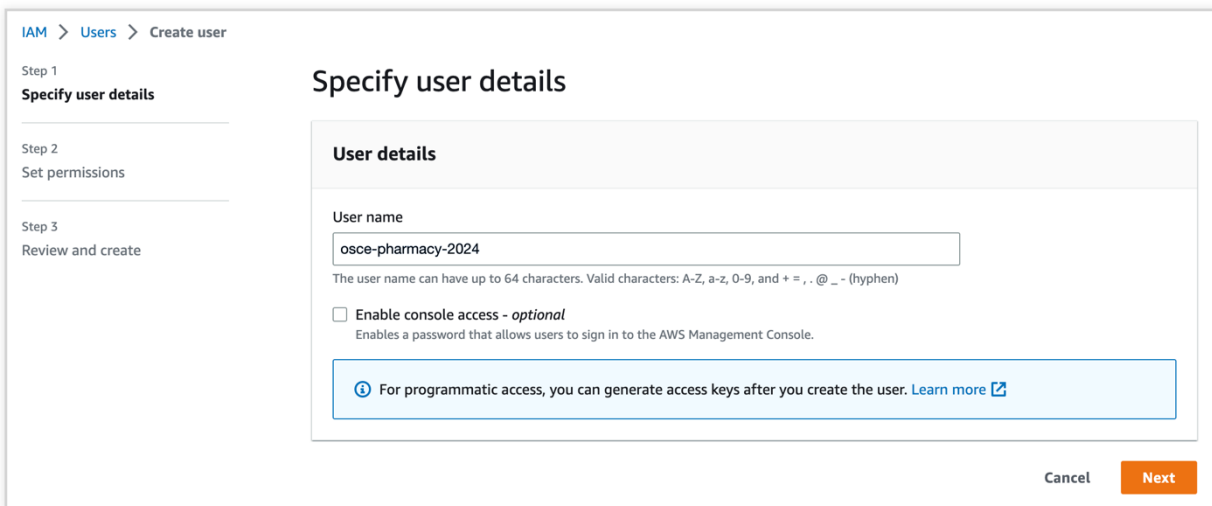 IAM > Users > Create user
Step 1
Specify user details
Step 2
Set permissions
Step 3
Review and create
Specify user details
User details
User name
osce-pharmacy-2024
The user name can have up to 64 characters. Valid characters: A-Z, a-z, 0-9, and + = , . @ _ - (hyphen)
Enable console access - optional
Enables a password that allows users to sign in to the AWS Management Console.
For programmatic access, you can generate access keys after you create the user. Learn more
Cancel
Next